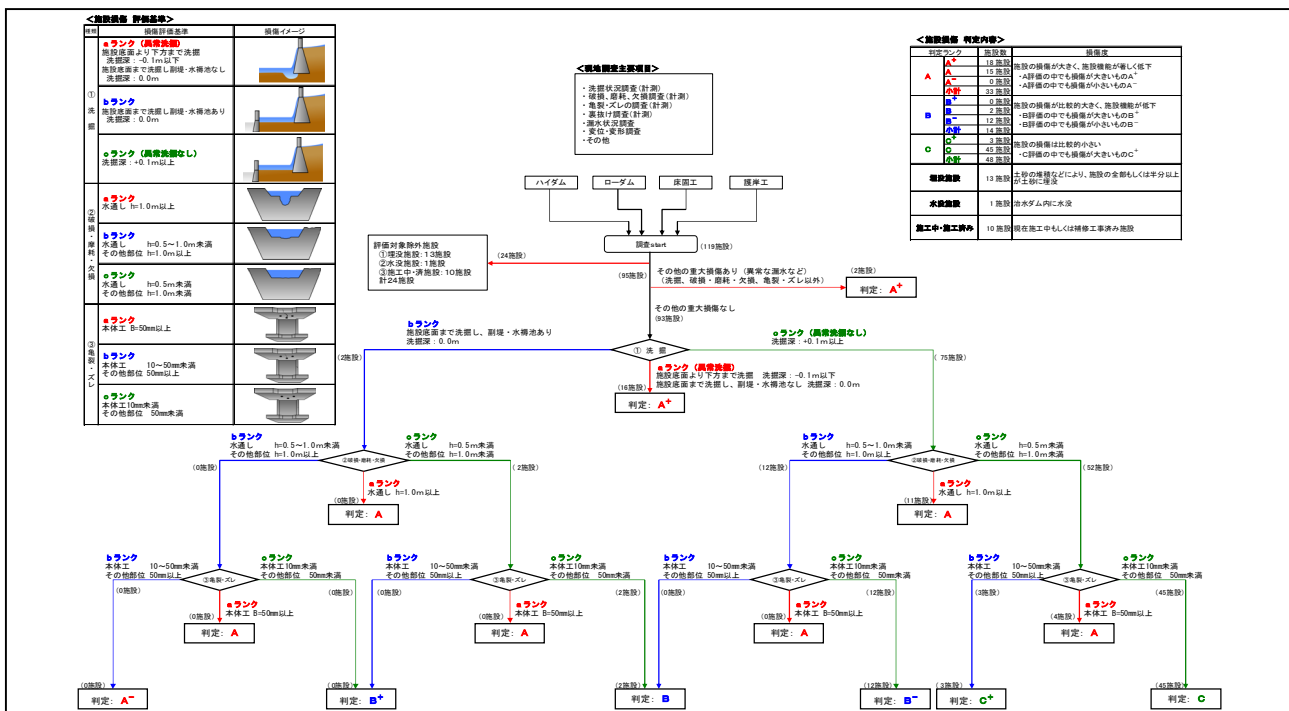 ＜施設損傷 評価基準＞
種類 損傷評価基準 損傷イメージ
①洗掘
aランク (異常洗掘)
施設底面より下方まで洗掘
洗掘深：-0.1m以下
施設底面まで洗掘し副堤・水褥池なし
洗掘深：0.0m
bランク
施設底面まで洗掘し副堤・水褥池あり
洗掘深：0.0m
cランク (異常洗掘なし)
洗掘深：+0.1m以上
②破損・摩耗・欠損
aランク
水通し h=1.0m以上
bランク
水通し h=0.5～1.0m未満
その他部位 h=1.0m以上
cランク
水通し h=0.5m未満
その他部位 h=1.0m未満
③亀裂・ズレ
aランク
本体工 B=50mm以上
bランク
本体工 10～50mm未満
その他部位 50mm以上
cランク
本体工10mm未満
その他部位 50mm未満
＜現地調査主要項目＞
・洗掘状況調査(計測)
・破損、磨耗、欠損調査(計測)
・亀裂・ズレの調査(計測)
・裏抜け調査(計測)
・漏水状況調査
・変位・変形調査
・その他
＜施設損傷 判定内容＞
判定ランク 施設数 損傷度
A
A+ 18 施設
A 15 施設
A- 0 施設
小計 33 施設
施設の損傷が大きく、施設機能が著しく低下
・A評価の中でも損傷が大きいものA+
・A評価の中でも損傷が小さいものA-
B
B+ 0 施設
B 2 施設
B- 12 施設
小計 14 施設
施設の損傷が比較的大きく、施設機能が低下
・B評価の中でも損傷が大きいものB+
・B評価の中でも損傷が小さいものB-
C
C+ 3 施設
C 45 施設
小計 48 施設
施設の損傷は比較的小さい
・C評価の中でも損傷が大きいものC+
埋没施設 13 施設 土砂の堆積などにより、施設の全部もしくは半分以上が土砂に埋没
水没施設 1 施設 治水ダム内に水没
施工中・施工済み 10 施設 現在施工中もしくは補修工事済み施設
ハイダム ローダム 床固工 護岸工
調査start
(119施設)
評価対象除外施設
①埋没施設：13施設
②水没施設：1施設
③施工中・済施設：10施設
計24施設
(24施設)
(95施設)
その他の重大損傷あり (異常な漏水など)
(洗掘、破損・磨耗・欠損、亀裂・ズレ以外)
(2施設)
判定： A+
その他の重大損傷なし
(93施設)
bランク
施設底面まで洗掘し、副堤・水褥池あり
洗掘深：0.0m
(2施設)
① 洗 掘
cランク (異常洗掘なし)
洗掘深：+0.1m以上
(75施設)
aランク (異常洗掘)
施設底面より下方まで洗掘 洗掘深：-0.1m以下
施設底面まで洗掘し、副堤・水褥池なし 洗掘深：0.0m
(16施設)
判定： A+
bランク
水通し h=0.5～1.0m未満
その他部位 h=1.0m以上
(0施設)
②破損・磨耗・欠損
cランク
水通し h=0.5m未満
その他部位 h=1.0m未満
(2施設)
aランク
水通し h=1.0m以上
(0施設)
判定： A
bランク
水通し h=0.5～1.0m未満
その他部位 h=1.0m以上
(12施設)
②破損・磨耗・欠損
cランク
水通し h=0.5m未満
その他部位 h=1.0m未満
(52施設)
aランク
水通し h=1.0m以上
(11施設)
判定： A
bランク
本体工 10～50mm未満
その他部位 50mm以上
(0施設)
③亀裂・ズレ
cランク
本体工10mm未満
その他部位 50mm未満
(0施設)
aランク
本体工 B=50mm以上
(0施設)
判定： A
bランク
本体工 10～50mm未満
その他部位 50mm以上
(0施設)
③亀裂・ズレ
cランク
本体工10mm未満
その他部位 50mm未満
(2施設)
aランク
本体工 B=50mm以上
(0施設)
判定： A
bランク
本体工 10～50mm未満
その他部位 50mm以上
(0施設)
③亀裂・ズレ
cランク
本体工10mm未満
その他部位 50mm未満
(12施設)
aランク
本体工 B=50mm以上
(0施設)
判定： A
bランク
本体工 10～50mm未満
その他部位 50mm以上
(3施設)
③亀裂・ズレ
cランク
本体工10mm未満
その他部位 50mm未満
(45施設)
aランク
本体工 B=50mm以上
(4施設)
判定： A
(0施設)
判定： A-
(0施設)
判定： B+
(2施設)
判定： B
(12施設)
判定： B-
(3施設)
判定： C+
(45施設)
判定： C